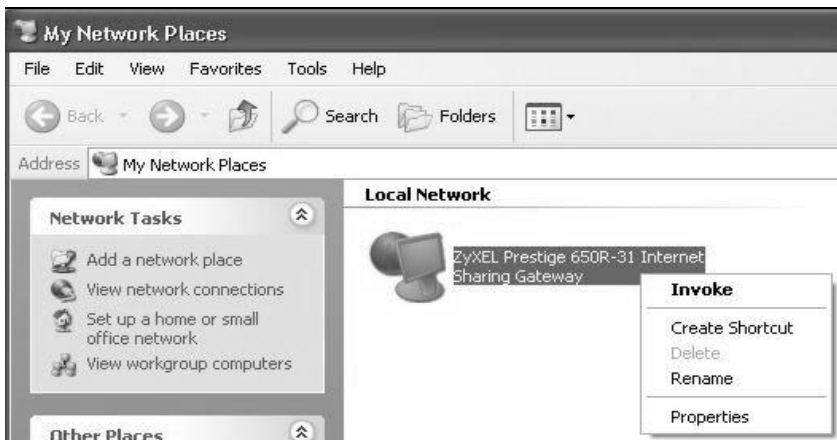 My Network Places
File Edit View Favorites Tools Help
Back Search Folders
Address My Network Places
Network Tasks
Add a network place
View network connections
Set up a home or small
office network
View workgroup computers
Other Places
Local Network
ZyXEL Prestige 650R-31 Internet
Sharing Gateway
Invoke
Create Shortcut
Delete
Rename
Properties